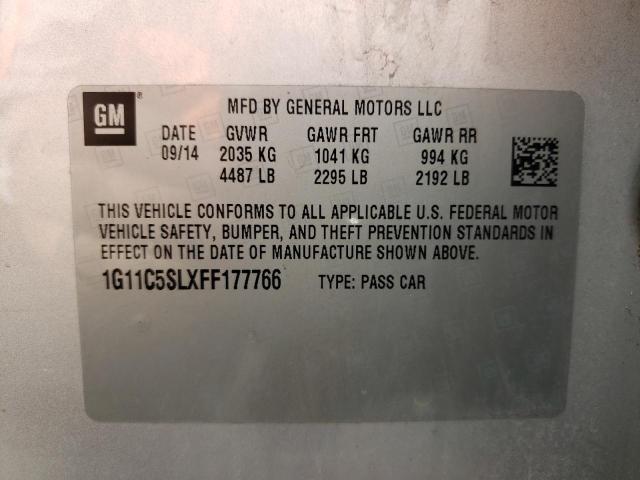 GM®
MFD BY GENERAL MOTORS LLC
DATE GVWR GAWR FRT GAWR RR
09/14 2035 KG 1041 KG 994 KG
4487 LB 2295 LB 2192 LB
THIS VEHICLE CONFORMS TO ALL APPLICABLE U.S. FEDERAL MOTOR
VEHICLE SAFETY, BUMPER, AND THEFT PREVENTION STANDARDS IN
EFFECT ON THE DATE OF MANUFACTURE SHOWN ABOVE.
1G11C5SLXFF177766 TYPE: PASS CAR